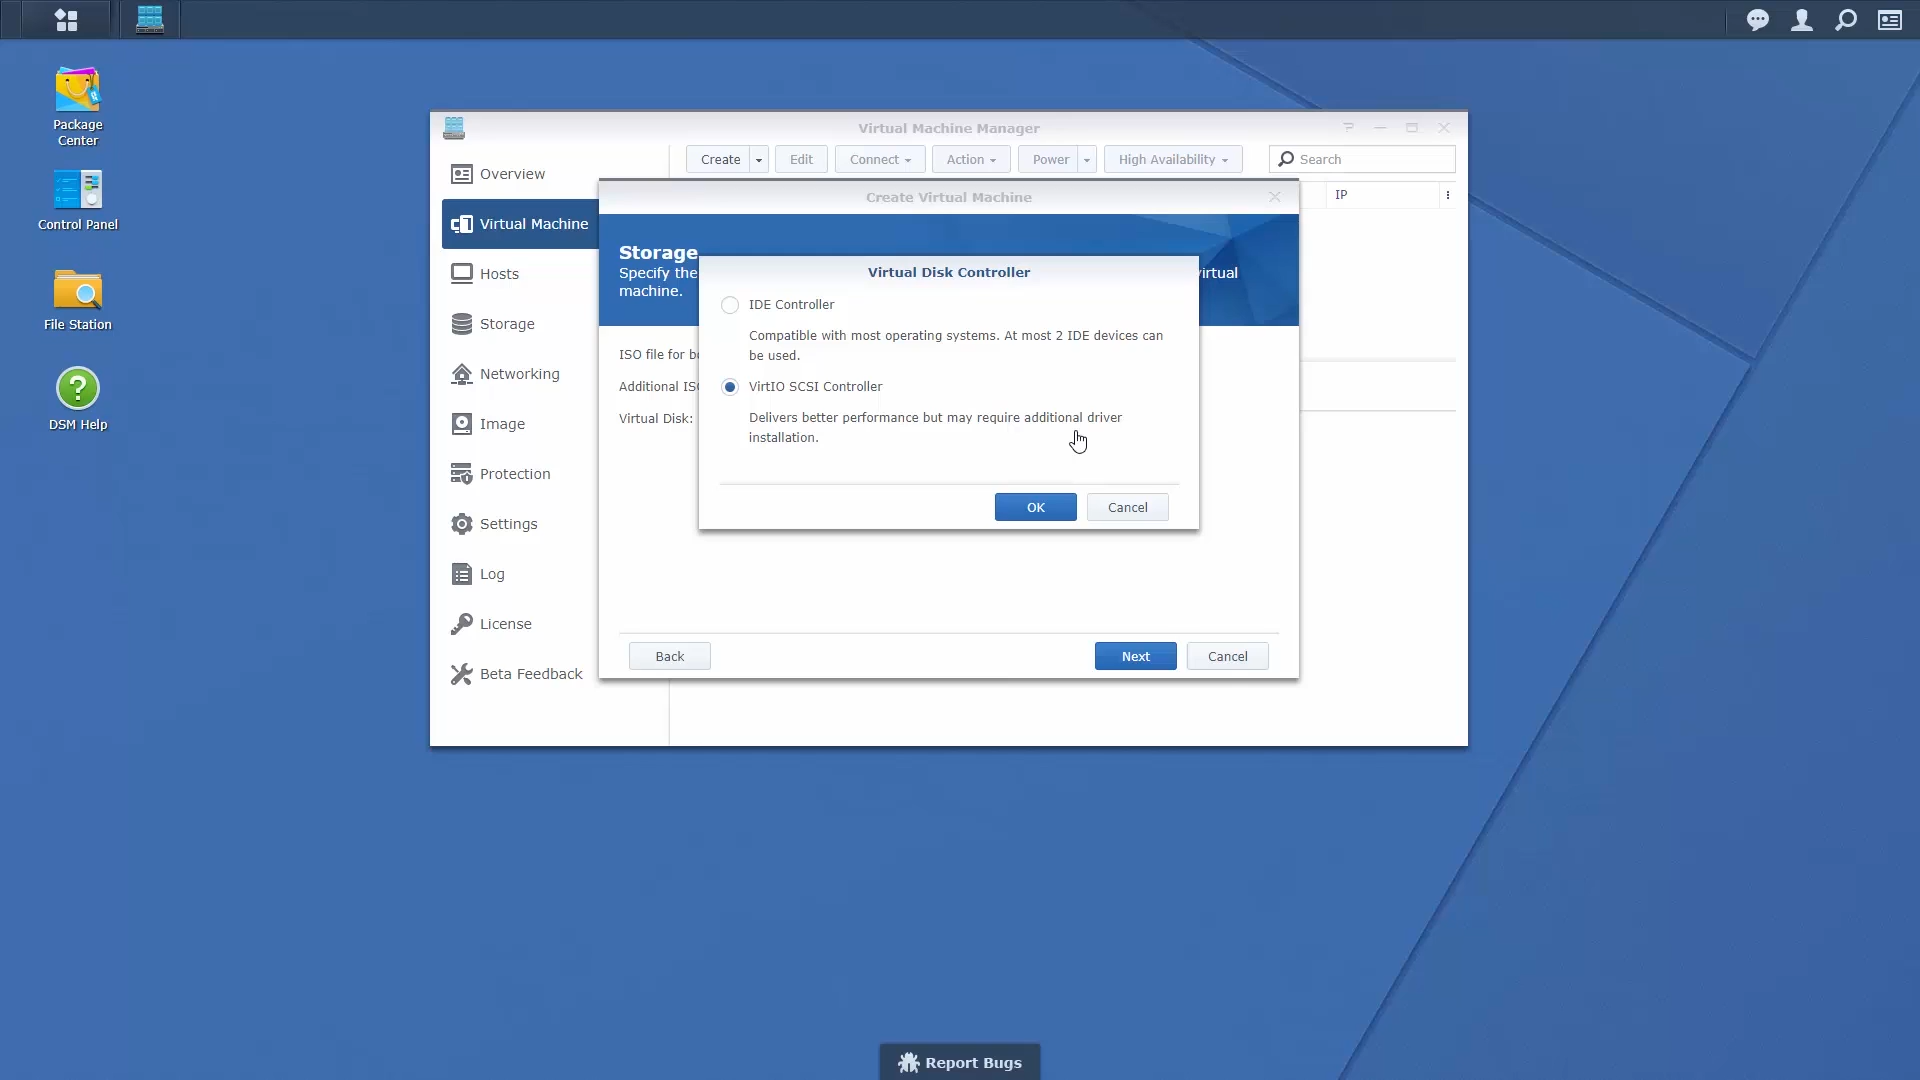 Package
Center
Control Panel
File Station
DSM Help
Virtual Machine Manager
Overview
Virtual Machine
Hosts
Storage
Networking
Image
Protection
Settings
Log
License
Beta Feedback
Create
Edit
Connect
Action
Power
High Availability
Search
IP
Create Virtual Machine
Storage
Specify the
virtual
machine.
ISO file for b
Additional IS
Virtual Disk:
Virtual Disk Controller
IDE Controller
Compatible with most operating systems. At most 2 IDE devices can
be used.
VirtIO SCSI Controller
Delivers better performance but may require additional driver
installation.
OK
Cancel
Back
Next
Cancel
Report Bugs